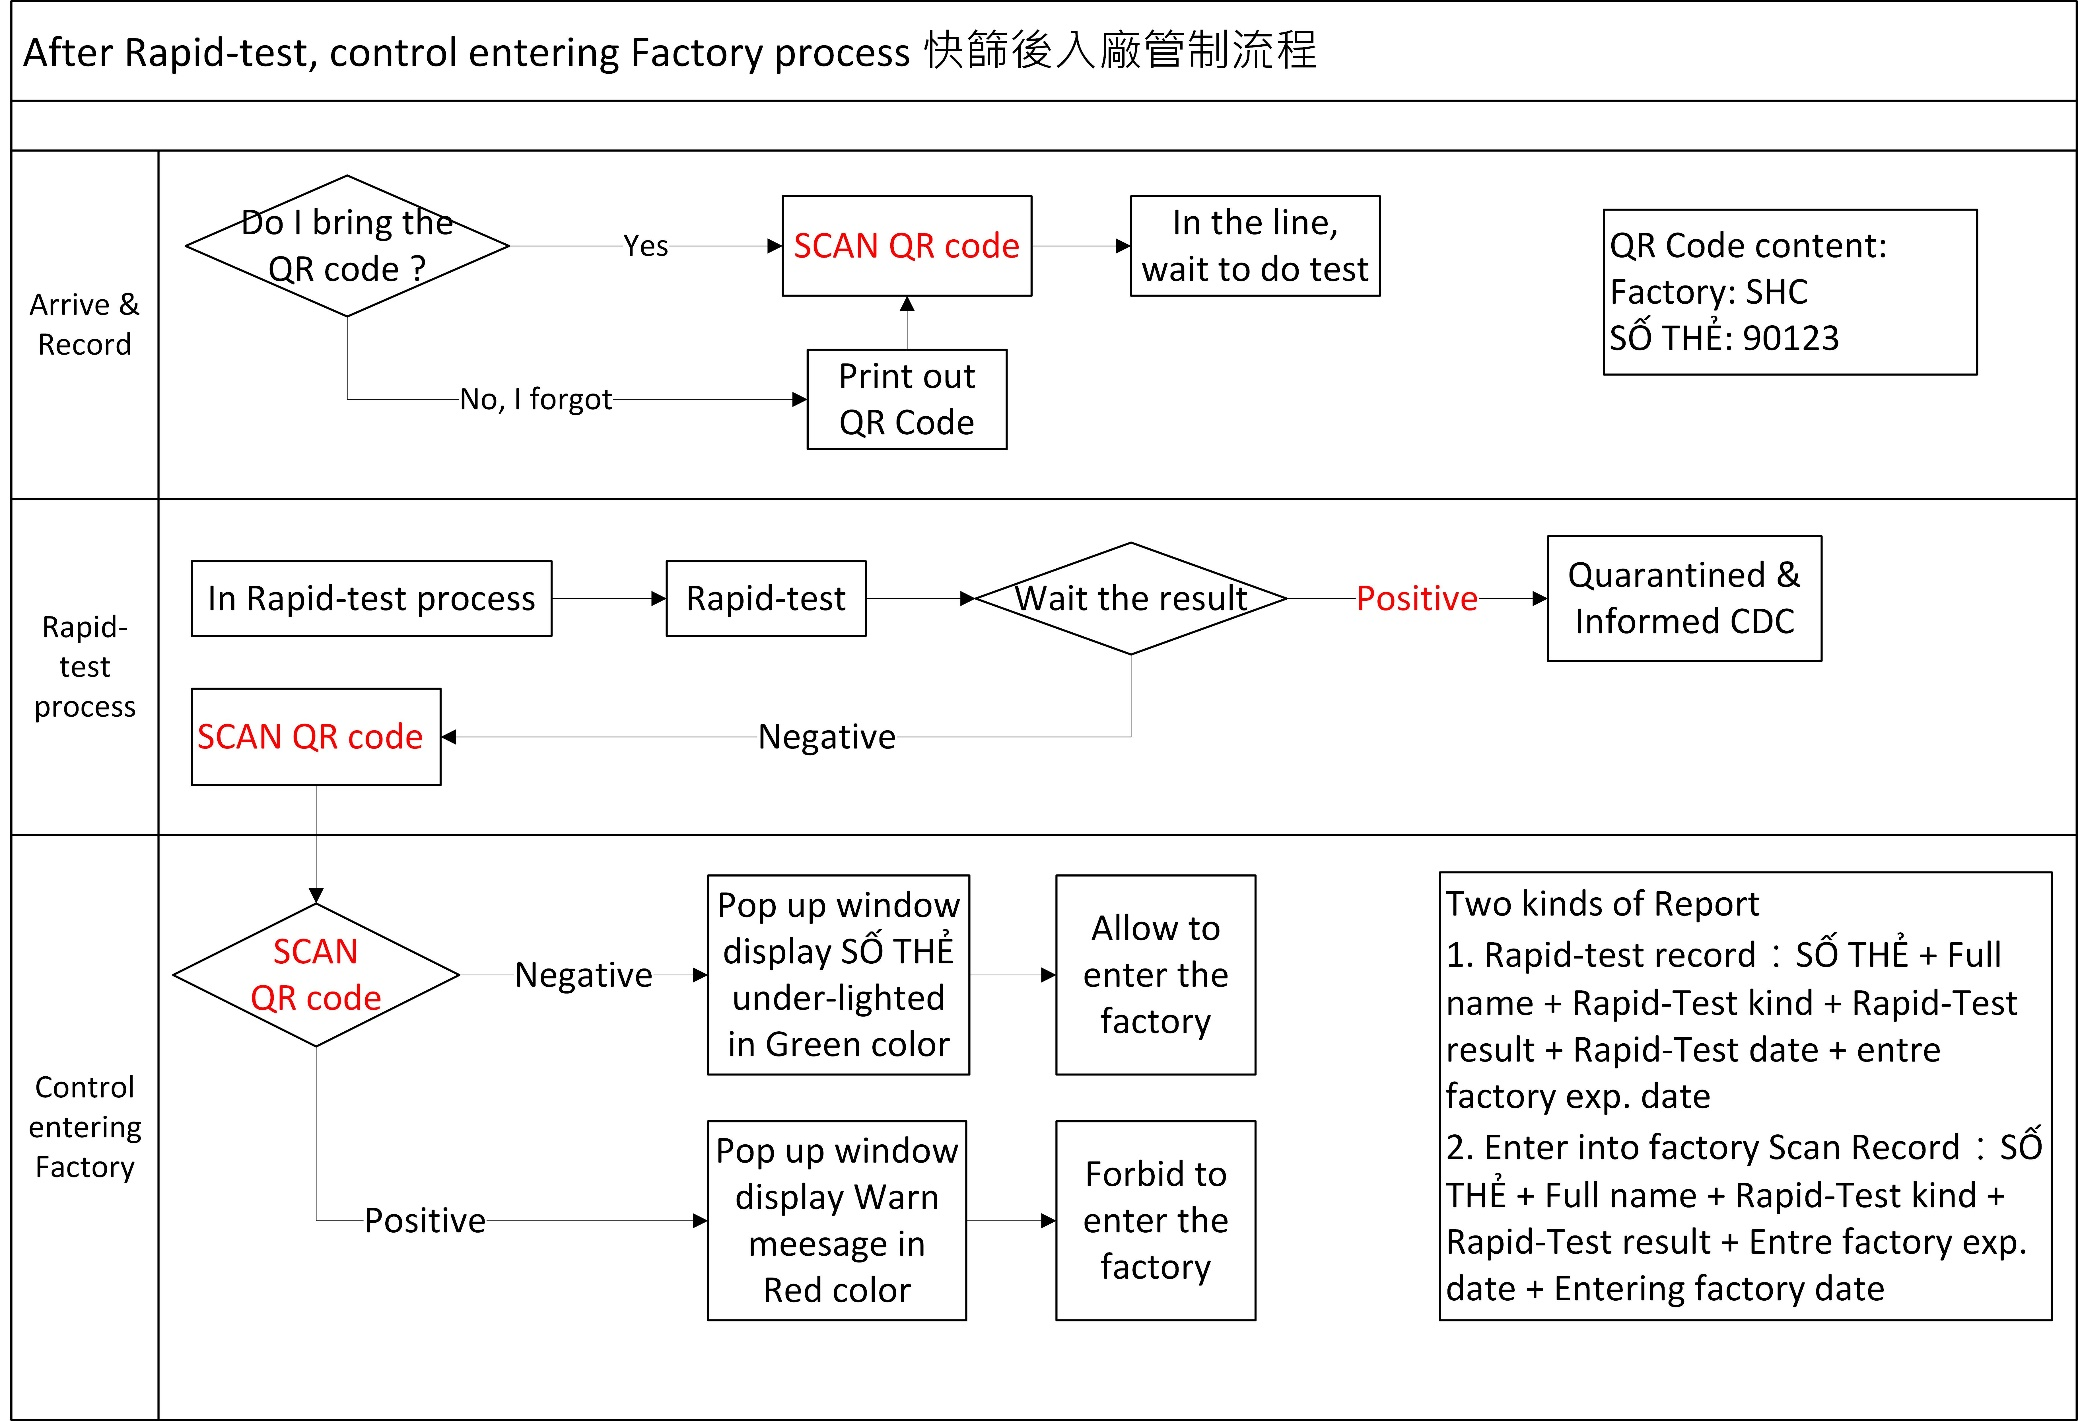 After Rapid-test, control entering Factory process 快篩後入廠管制流程
Arrive &
Record
Do I bring the
QR code ?
Yes
SCAN QR code
In the line,
wait to do test
No, I forgot
Print out
QR Code
QR Code content:
Factory: SHC
SỐ THẺ: 90123
Rapid-
test
process
In Rapid-test process
Rapid-test
Wait the result
Positive
Quarantined &
Informed CDC
Negative
SCAN QR code
Control
entering
Factory
SCAN
QR code
Negative
Pop up window
display SỐ THẺ
under-lighted
in Green color
Allow to
enter the
factory
Positive
Pop up window
display Warn
meesage in
Red color
Forbid to
enter the
factory
Two kinds of Report
1. Rapid-test record：SỐ THẺ + Full
name + Rapid-Test kind + Rapid-Test
result + Rapid-Test date + entre
factory exp. date
2. Enter into factory Scan Record：SỐ
THẺ + Full name + Rapid-Test kind +
Rapid-Test result + Entre factory exp.
date + Entering factory date